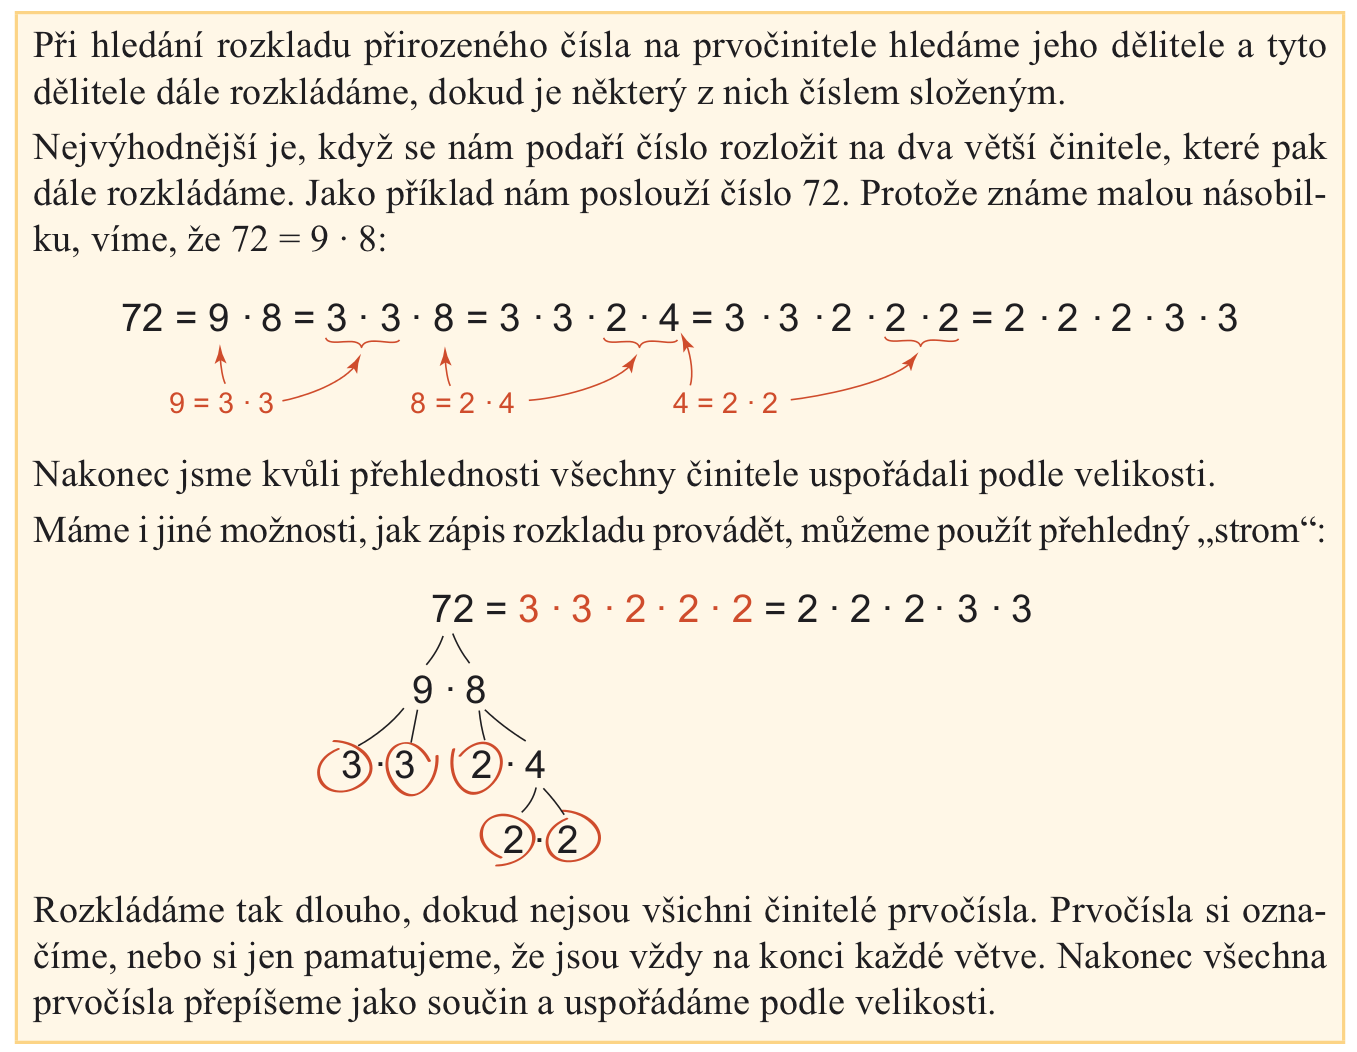 Při hledání rozkladu přirozeného čísla na prvočinitele hledáme jeho dělitele a tyto
dělitele dále rozkládáme, dokud je některý z nich číslem složeným.
Nejvýhodnější je, když se nám podaří číslo rozložit na dva větší činitele, které pak
dále rozkládáme. Jako příklad nám poslouží číslo 72. Protože známe malou násobil-
ku, víme, že 72 = 9 · 8:
72 = 9 · 8 = 3 · 3 · 8 = 3 · 3 · 2 · 4 = 3 · 3 · 2 · 2 · 2 = 2 · 2 · 2 · 3 · 3
9 = 3 · 3 8 = 2 · 4 4 = 2 · 2
Nakonec jsme kvůli přehlednosti všechny činitele uspořádali podle velikosti.
Máme i jiné možnosti, jak zápis rozkladu provádět, můžeme použít přehledný „strom“:
72 = 3 · 3 · 2 · 2 · 2 = 2 · 2 · 2 · 3 · 3
9 · 8
3 · 3 2 · 4
2 · 2
Rozkládáme tak dlouho, dokud nejsou všichni činitelé prvočísla. Prvočísla si ozna-
číme, nebo si jen pamatujeme, že jsou vždy na konci každé větve. Nakonec všechna
prvočísla přepíšeme jako součin a uspořádáme podle velikosti.